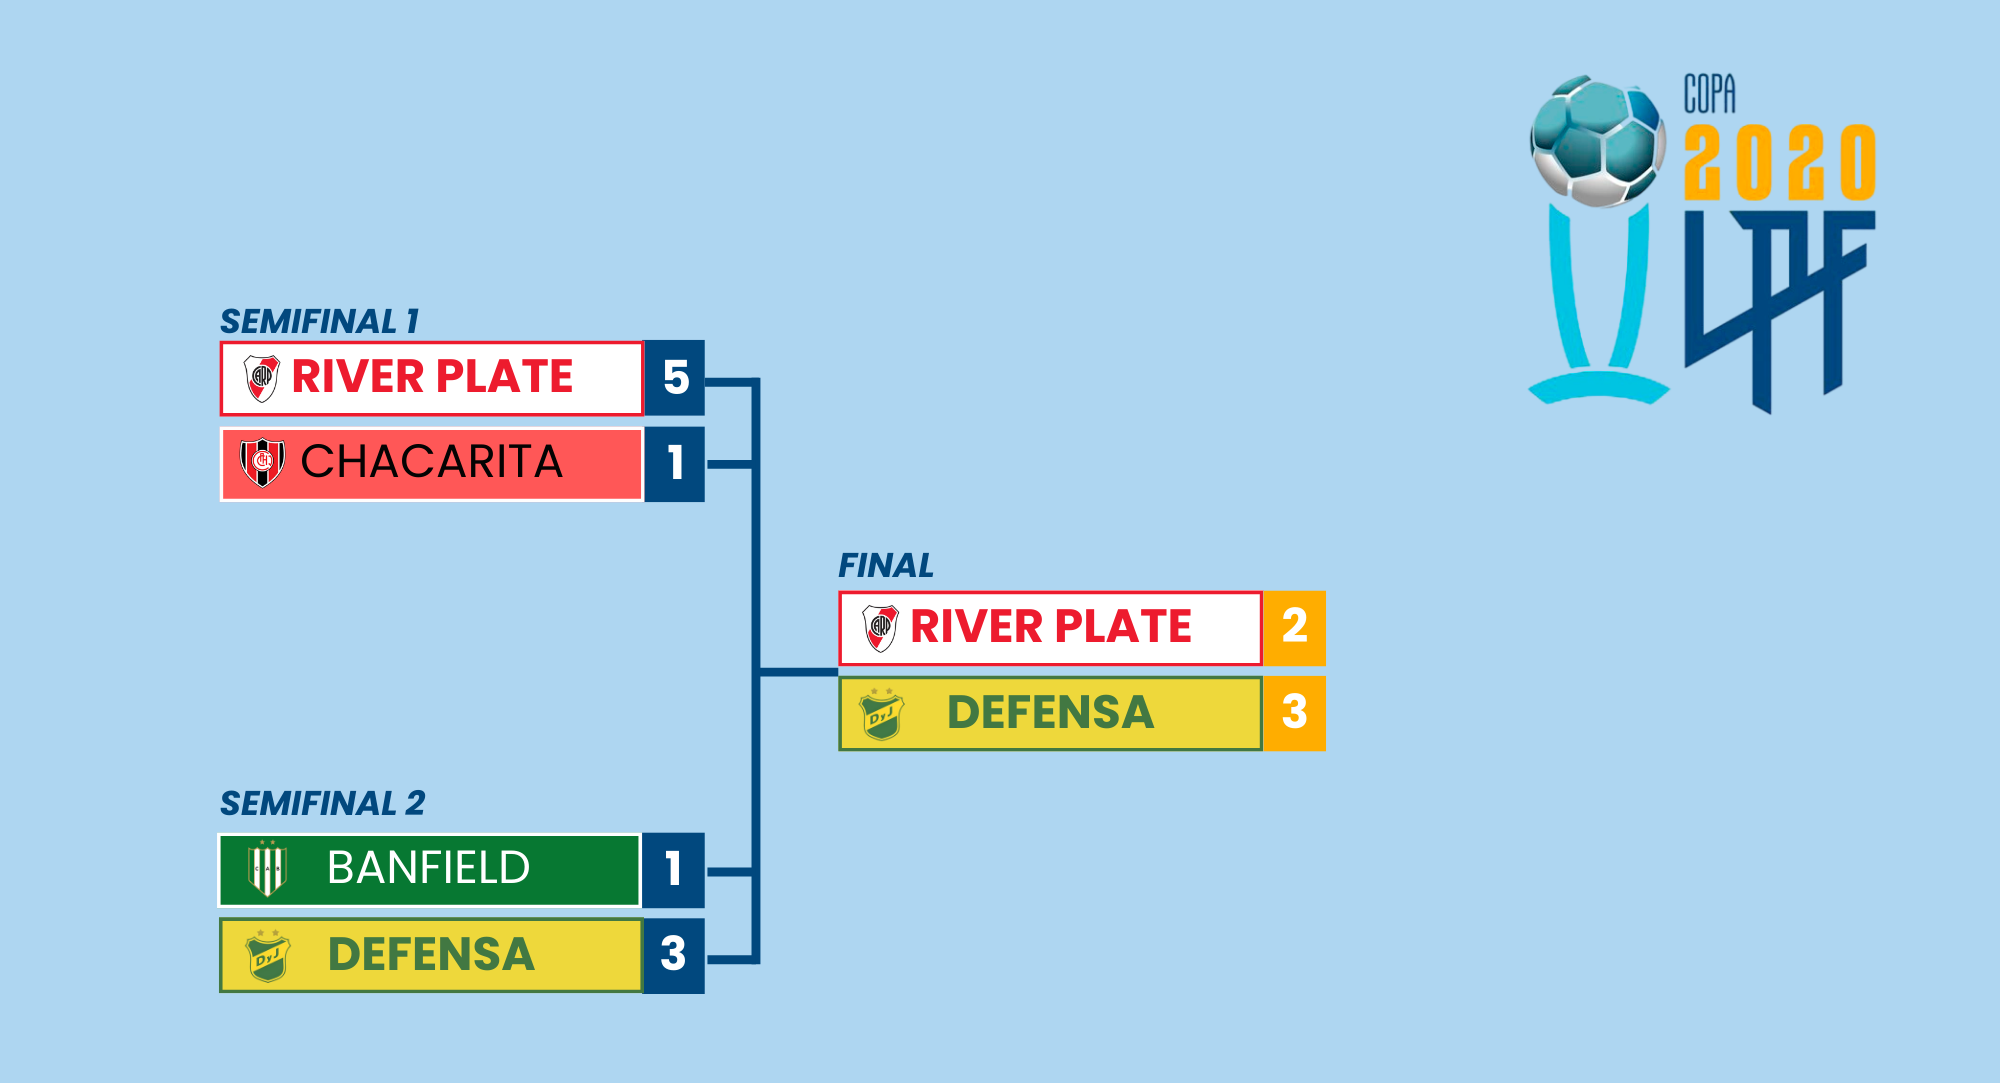 COPA
2020
LPF
SEMIFINAL 1
RIVER PLATE 5
CHACARITA 1
FINAL
RIVER PLATE 2
DyJ DEFENSA 3
SEMIFINAL 2
BANFIELD 1
DyJ DEFENSA 3